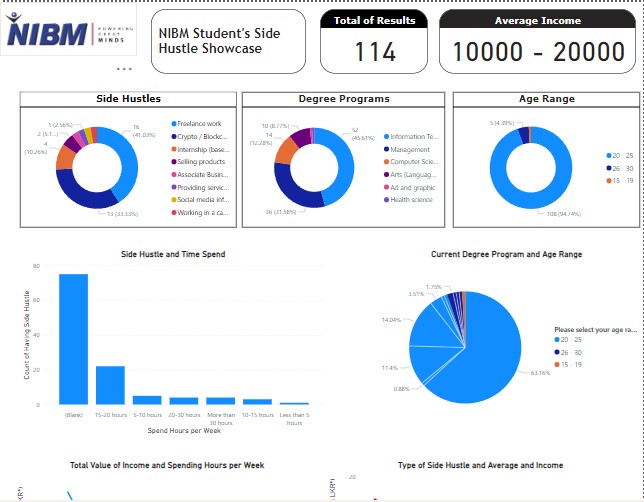 NIBM
POWERING
GREAT
MINDS
NIBM Student's Side
Hustle Showcase
Total of Results
114
Average Income
10000 - 20000
Side Hustles
1 (2.56%)
2 (5.1...)
4
(10.26%)
16
(41.03%)
13 (33.33%)
Freelance work
Crypto / Blockc...
Internship (base...
Selling products
Associate Busin...
Providing servic...
Social media inf...
Working in a ca...
Degree Programs
10 (8.77%)
14
(12.28%)
52
(45.61%)
36 (31.58%)
Information Te...
Management
Computer Scie...
Arts (Languag...
Ad and graphic
Health science
Age Range
5 (4.39%)
108 (94.74%)
20 - 25
26 - 30
15 - 19
Side Hustle and Time Spend
Count of Having Side Hustle
80
60
40
20
0
(Blank)
15-20 hours
5-10 hours
20-30 hours
More than
30 hours
10-15 hours
Less than 5
hours
Spend Hours per Week
Current Degree Program and Age Range
1.75%
3.51%
14.04%
11.4%
0.88%
63.16%
Please select your age ra...
20 - 25
26 - 30
15 - 19
Total Value of Income and Spending Hours per Week
Type of Side Hustle and Average and Income
20